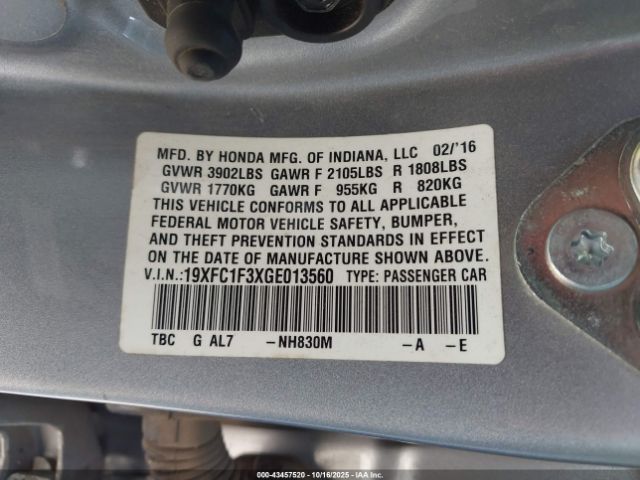 MFD. BY HONDA MFG. OF INDIANA, LLC 02/'16
GVWR 3902LBS GAWR F 2105LBS R 1808LBS
GVWR 1770KG GAWR F 955KG R 820KG
THIS VEHICLE CONFORMS TO ALL APPLICABLE
FEDERAL MOTOR VEHICLE SAFETY, BUMPER,
AND THEFT PREVENTION STANDARDS IN EFFECT
ON THE DATE OF MANUFACTURE SHOWN ABOVE.
V.I.N.:19XFC1F3XGE013560 TYPE: PASSENGER CAR
TBC G AL7 -NH830M -A -E
000-43457520 | 10/16/2025 | IAAI.COM